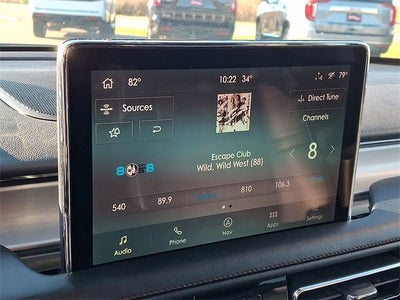 82° 10:22 34° 79°
Sources
Direct Tune
Channels
Escape Club
Wild, Wild West (88)
8
540 89.9 810 106.3
Audio Phone Nav Apps Settings